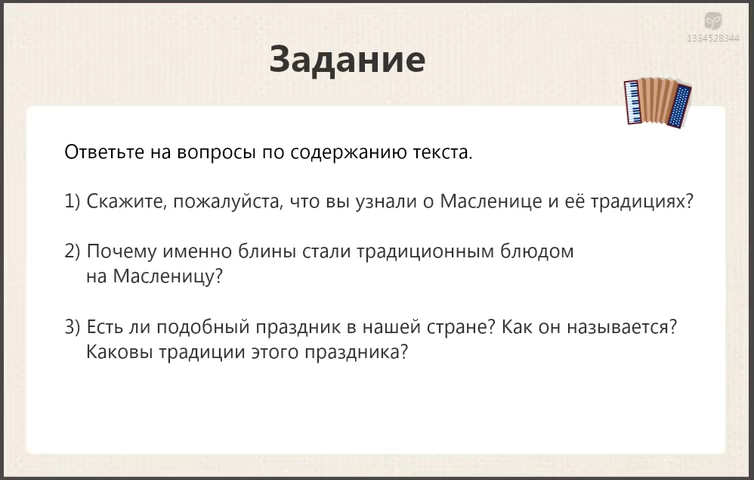 1334528344
Задание
Ответьте на вопросы по содержанию текста.
1) Скажите, пожалуйста, что вы узнали о Масленице и её традициях?
2) Почему именно блины стали традиционным блюдом
на Масленицу?
3) Есть ли подобный праздник в нашей стране? Как он называется?
Каковы традиции этого праздника?